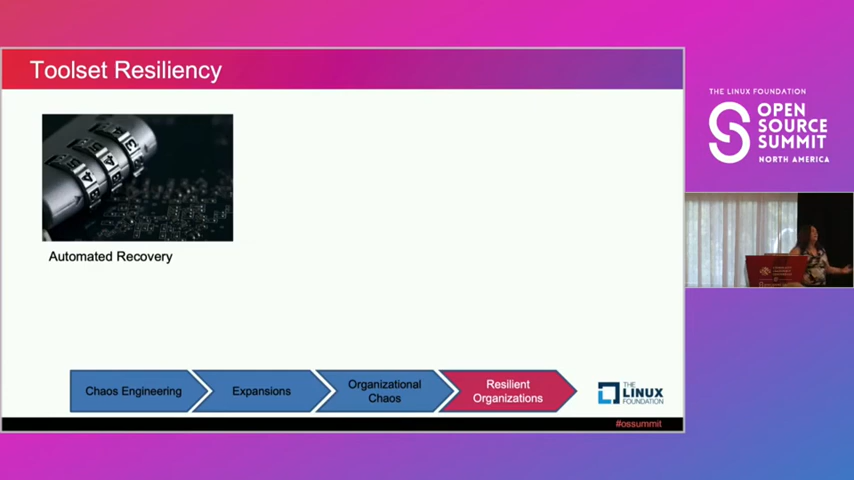 Toolset Resiliency
Automated Recovery
Chaos Engineering
Expansions
Organizational
Chaos
Resilient
Organizations
THE
LINUX
FOUNDATION
#ossummit
THE LINUX FOUNDATION
OPEN
SOURCE
SUMMIT
NORTH AMERICA